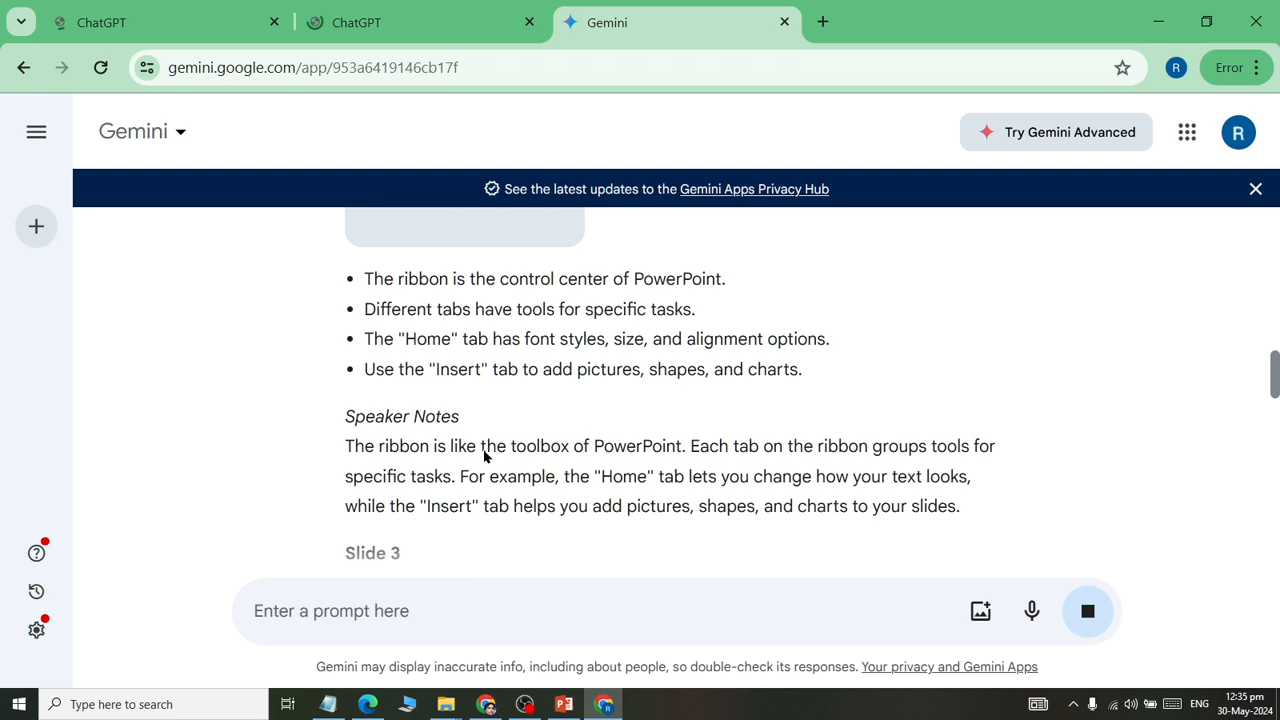 ChatGPT
ChatGPT
Gemini
gemini.google.com/app/953a6419146cb17f
R
Error
Gemini
Try Gemini Advanced
R
See the latest updates to the Gemini Apps Privacy Hub
• The ribbon is the control center of PowerPoint.
• Different tabs have tools for specific tasks.
• The "Home" tab has font styles, size, and alignment options.
• Use the "Insert" tab to add pictures, shapes, and charts.
Speaker Notes
The ribbon is like the toolbox of PowerPoint. Each tab on the ribbon groups tools for
specific tasks. For example, the "Home" tab lets you change how your text looks,
while the "Insert" tab helps you add pictures, shapes, and charts to your slides.
Slide 3
Enter a prompt here
Gemini may display inaccurate info, including about people, so double-check its responses. Your privacy and Gemini Apps
Type here to search
ENG
12:35 pm
30-May-2024